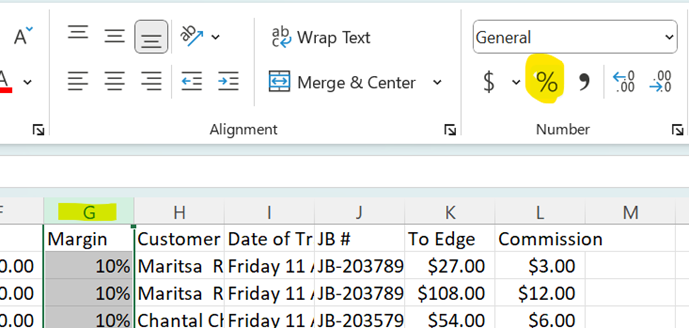 A ab Wrap Text General
A Merge & Center $ % , .00 .00
Alignment Number
F G H I J K L M
Margin Customer Date of Tr JB # To Edge Commission
0.00 10% Maritsa R Friday 11 JB-203789 $27.00 $3.00
0.00 10% Maritsa R Friday 11 JB-203789 $108.00 $12.00
0.00 10% Chantal Friday 11 JB-203579 $54.00 $6.00